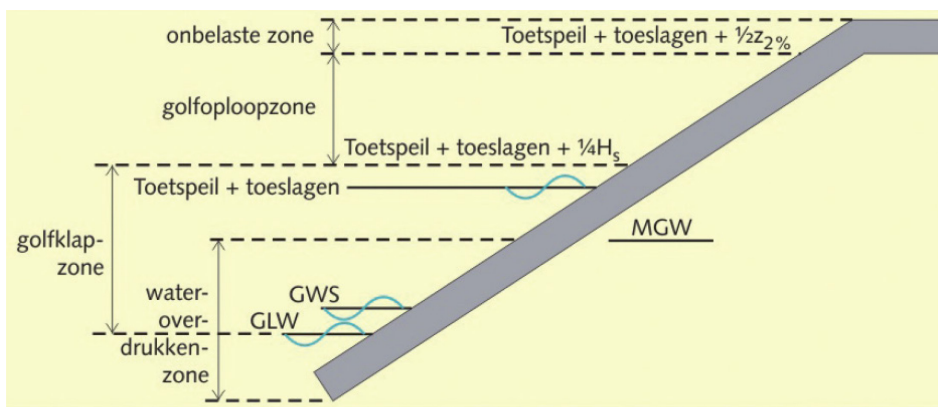 onbelaste zone
Toetspeil + toeslagen + ½z2%
golfoploopzone
Toetspeil + toeslagen + ¼Hs
Toetspeil + toeslagen
golfklap-
zone
MGW
water-
over-
drukken-
zone
GWS
GLW